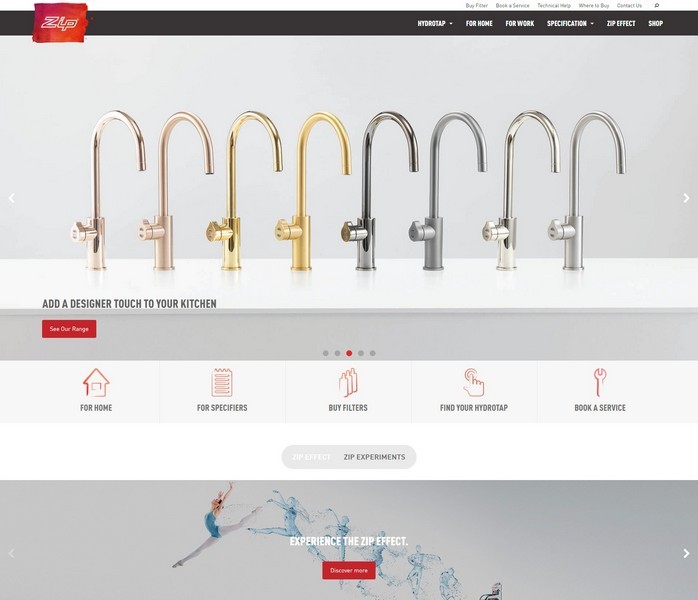 Buy Filter Book a Service Technical Help Where to Buy Contact Us
Zip
HYDROTAP FOR HOME FOR WORK SPECIFICATION ZIP EFFECT SHOP
ADD A DESIGNER TOUCH TO YOUR KITCHEN
See Our Range
FOR HOME FOR SPECIFIERS BUY FILTERS FIND YOUR HYDROTAP BOOK A SERVICE
ZIP EFFECT ZIP EXPERIMENTS
EXPERIENCE THE ZIP EFFECT.
Discover more